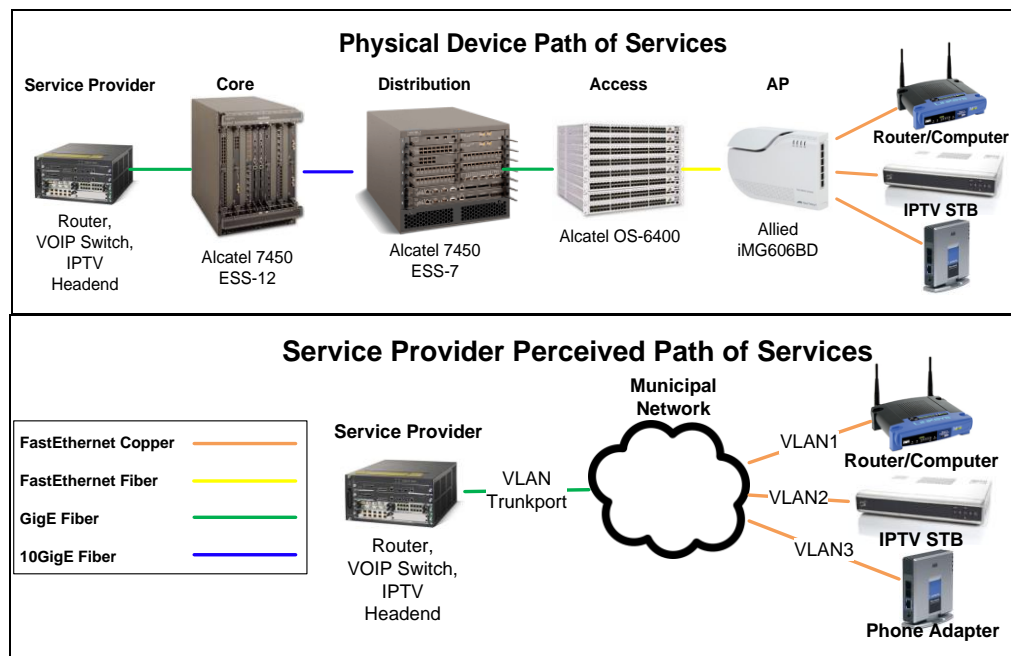 Physical Device Path of Services
Service Provider
Core
Distribution
Access
AP
Router/Computer
IPTV STB
Router,
VOIP Switch,
IPTV
Headend
Alcatel 7450
ESS-12
Alcatel 7450
ESS-7
Alcatel OS-6400
Allied
iMG606BD
Service Provider Perceived Path of Services
FastEthernet Copper
FastEthernet Fiber
GigE Fiber
10GigE Fiber
Service Provider
Router,
VOIP Switch,
IPTV
Headend
VLAN
Trunkport
Municipal
Network
VLAN1
VLAN2
VLAN3
Router/Computer
IPTV STB
Phone Adapter